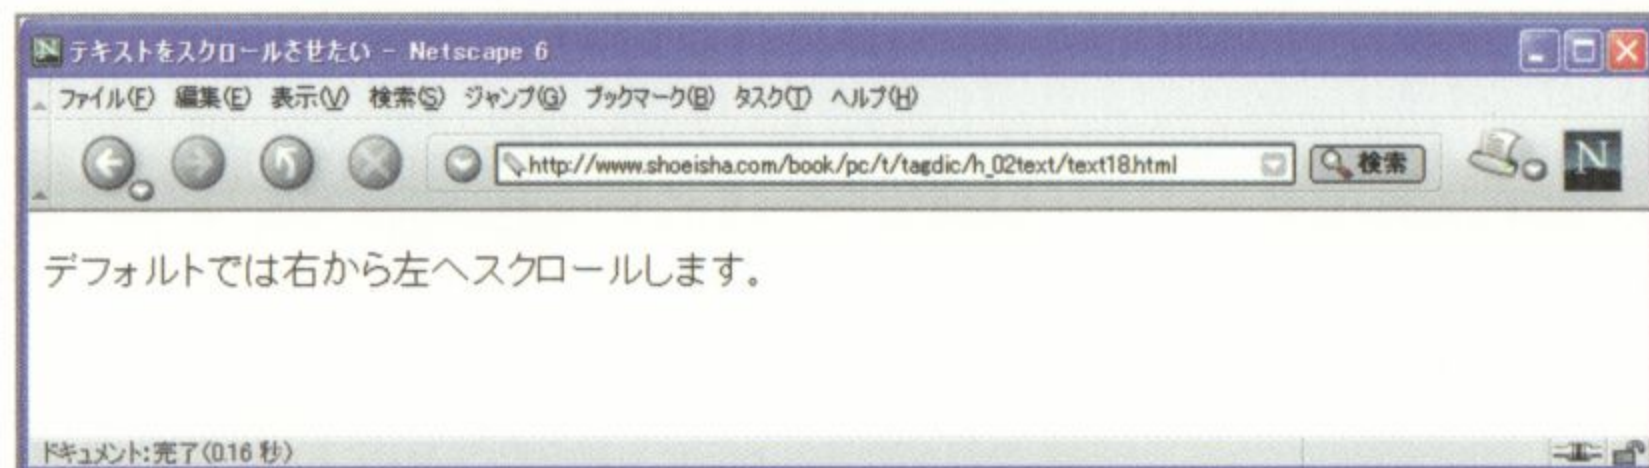 テキストをスクロールさせたい - Netscape 6
ファイル(F) 編集(E) 表示(V) 検索(S) ジャンプ(G) ブックマーク(B) タスク(T) ヘルプ(H)
http://www.shoeisha.com/book/pc/t/tagdic/h_02text/text18.html 検索 N
デフォルトでは右から左へスクロールします。
ドキュメント:完了(0.16 秒)